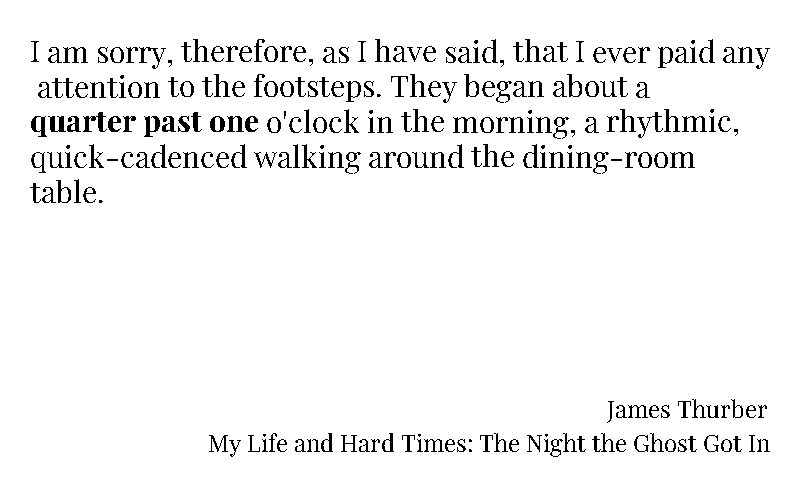 I am sorry, therefore, as I have said, that I ever paid any
attention to the footsteps. They began about a
quarter past one o'clock in the morning, a rhythmic,
quick-cadenced walking around the dining-room
table.
James Thurber
My Life and Hard Times: The Night the Ghost Got In